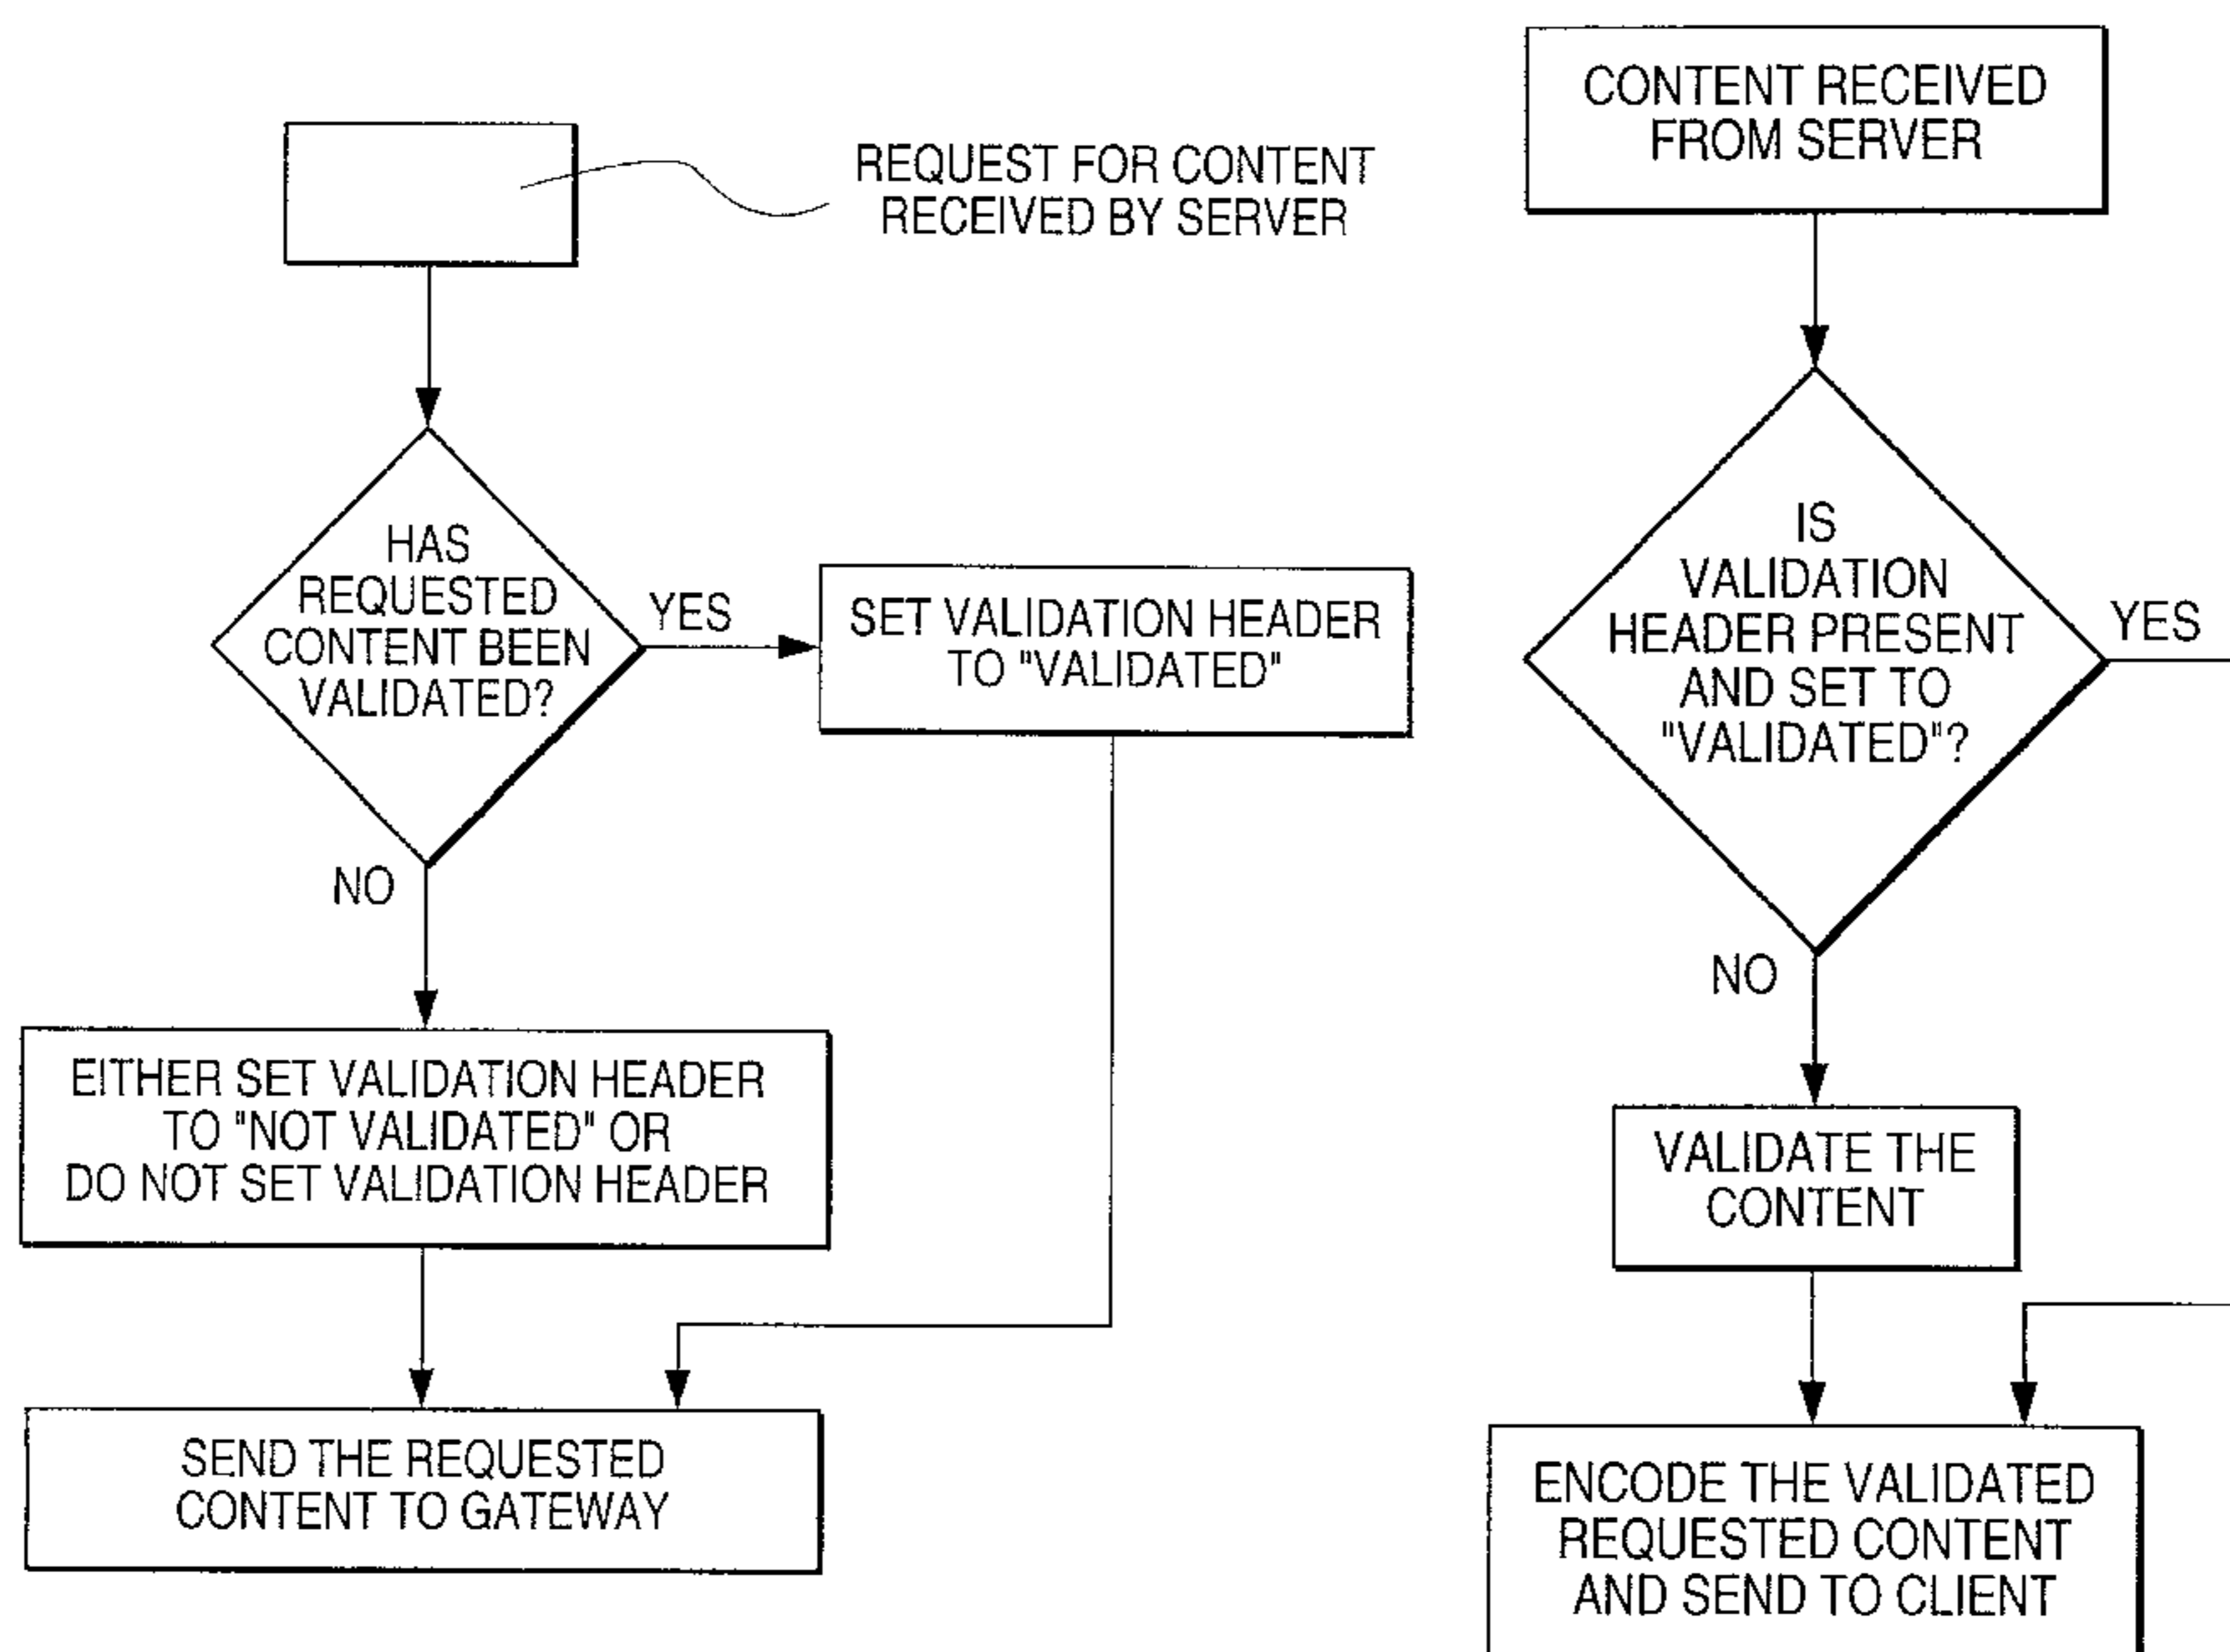 REQUEST FOR CONTENT
RECEIVED BY SERVER
HAS
REQUESTED
CONTENT BEEN
VALIDATED?
YES
SET VALIDATION HEADER
TO "VALIDATED"
NO
EITHER SET VALIDATION HEADER
TO "NOT VALIDATED" OR
DO NOT SET VALIDATION HEADER
SEND THE REQUESTED
CONTENT TO GATEWAY
CONTENT RECEIVED
FROM SERVER
IS
VALIDATION
HEADER PRESENT
AND SET TO
"VALIDATED"?
YES
NO
VALIDATE THE
CONTENT
ENCODE THE VALIDATED
REQUESTED CONTENT
AND SEND TO CLIENT